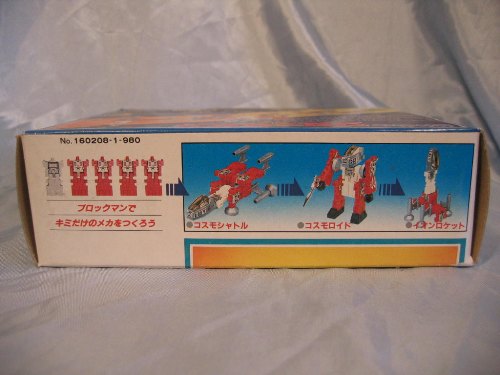 No. 160208-1-980
ブロックマンで
キミだけのメカをつくろう
●コスモシャトル
●コスモロイド
●イオンロケット